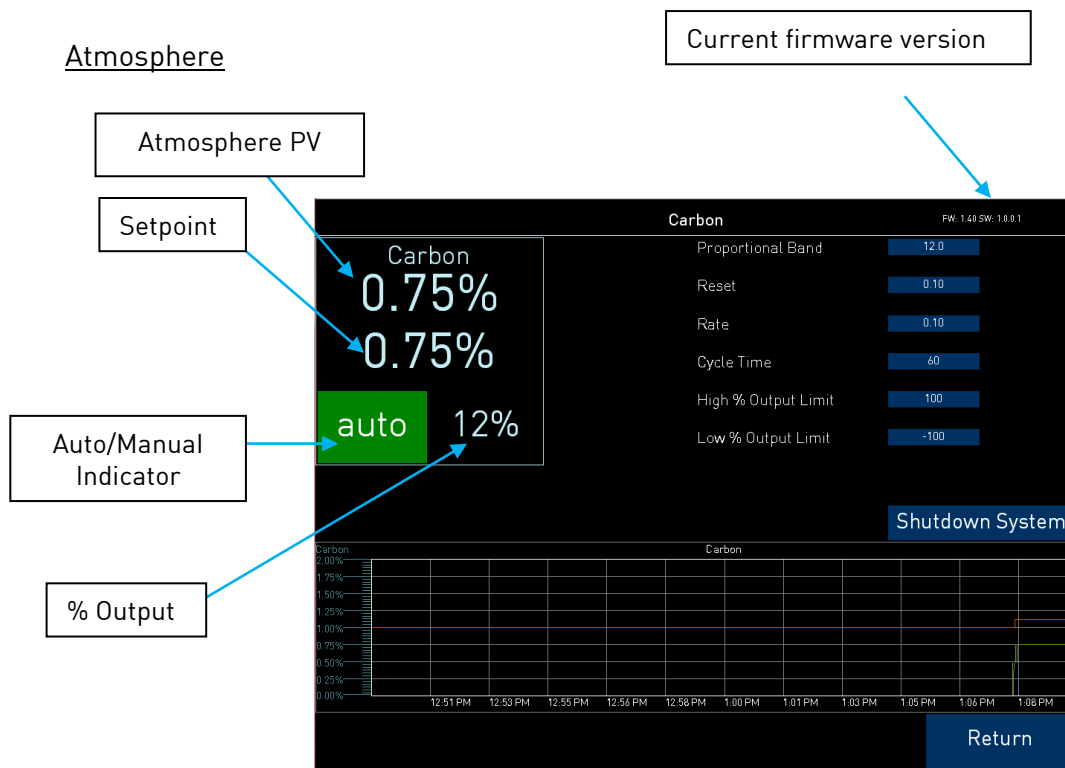 Current firmware version
Atmosphere
Atmosphere PV
Setpoint
Auto/Manual
Indicator
% Output
Carbon
FW: 1.40 SW: 1.0.0.1
Carbon
0.75%
0.75%
auto
12%
Proportional Band
12.0
Reset
0.10
Rate
0.10
Cycle Time
60
High % Output Limit
100
Low % Output Limit
-100
Shutdown System
Carbon
Carbon
2.00%
1.75%
1.50%
1.25%
1.00%
0.75%
0.50%
0.25%
0.00%
12:51 PM 12:53 PM 12:55 PM 12:56 PM 12:58 PM 1:00 PM 1:01 PM 1:03 PM 1:05 PM 1:06 PM 1:08 PM
Return